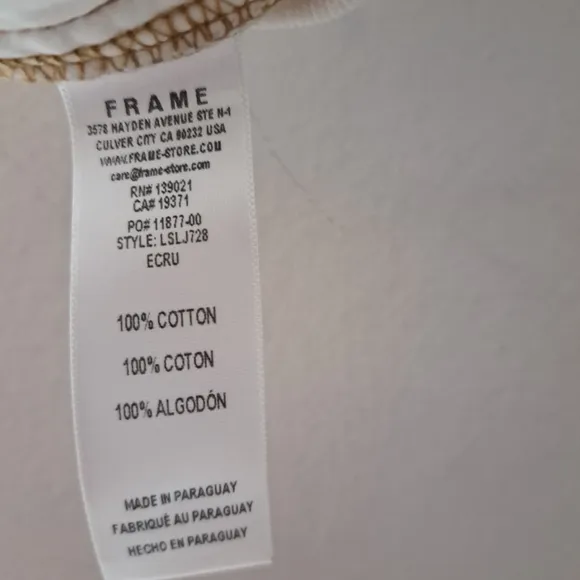 FRAME
3578 HAYDEN AVENUE STE N-1
CULVER CITY CA 90232 USA
WWW.FRAME-STORE.COM
care@frame-store.com
RN# 139021
CA# 19371
PO# 11877-00
STYLE: LSLJ728
ECRU
100% COTTON
100% COTON
100% ALGODÓN
MADE IN PARAGUAY
FABRIQUÉ AU PARAGUAY
HECHO EN PARAGUAY